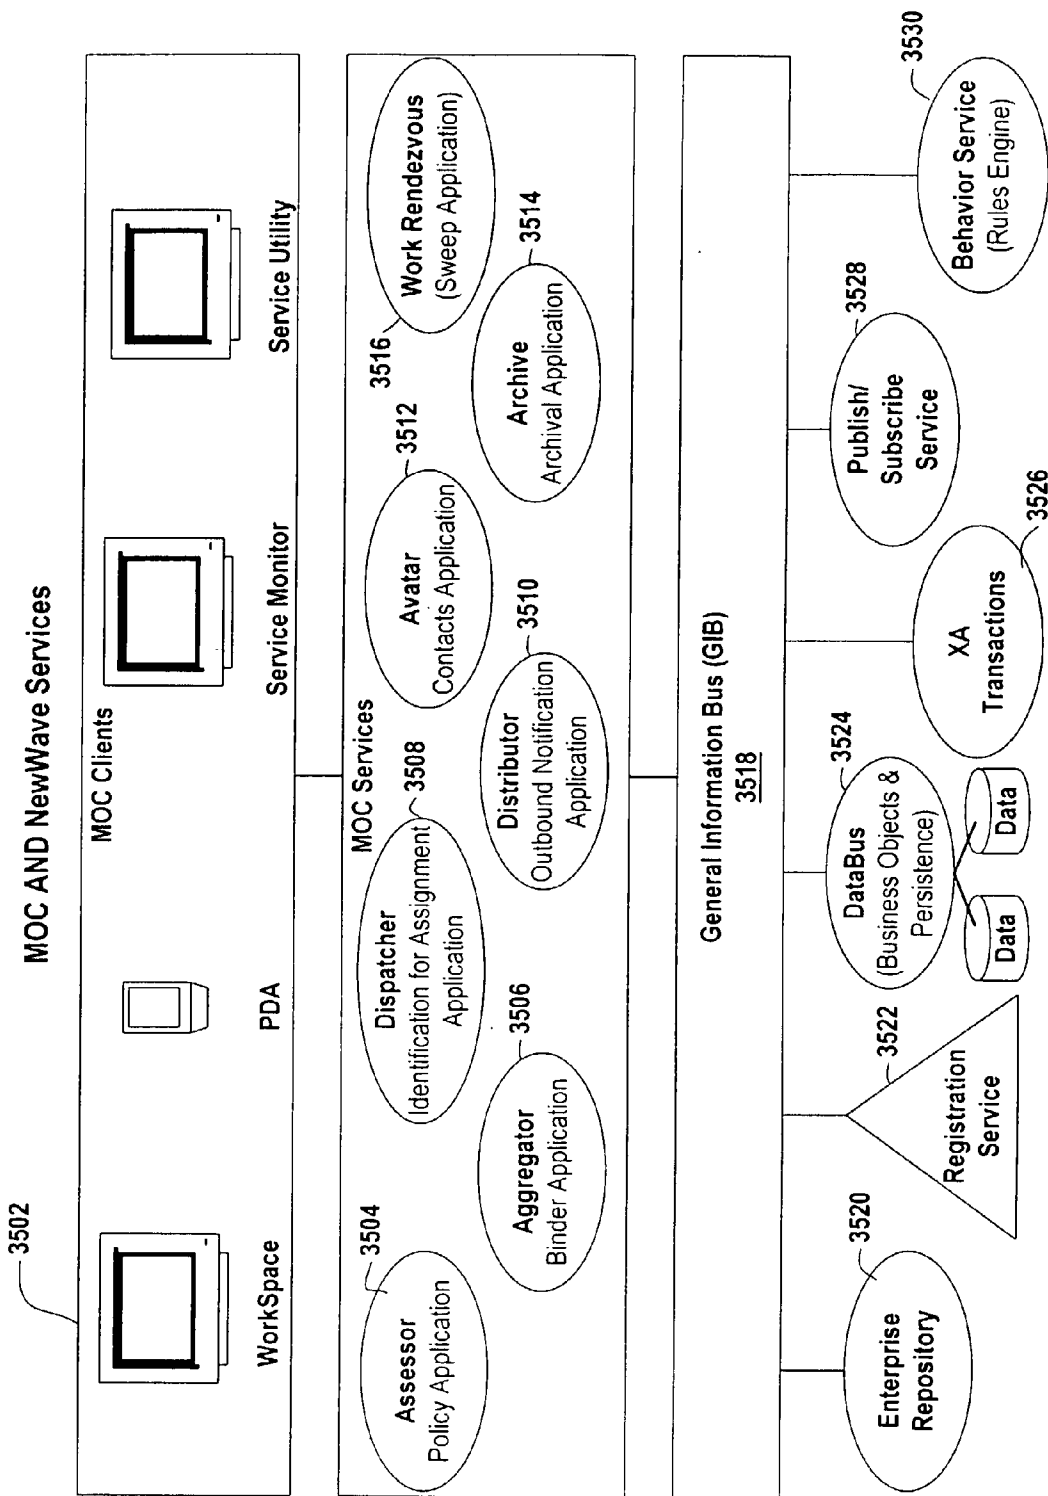 MOC AND NewWave Services
3502
MOC Clients
WorkSpace
PDA
Service Monitor
Service Utility
MOC Services
3504
Assessor
Policy Application
3506
Aggregator
Binder Application
3508
Dispatcher
Identification for Assignment
Application
3510
Distributor
Outbound Notification
Application
3512
Avatar
Contacts Application
3514
Archive
Archival Application
3516
Work Rendezvous
(Sweep Application)
General Information Bus (GIB)
3518
3520
Enterprise
Repository
3522
Registration
Service
3524
DataBus
(Business Objects &
Persistence)
Data
Data
3526
XA
Transactions
3528
Publish/
Subscribe
Service
3530
Behavior Service
(Rules Engine)